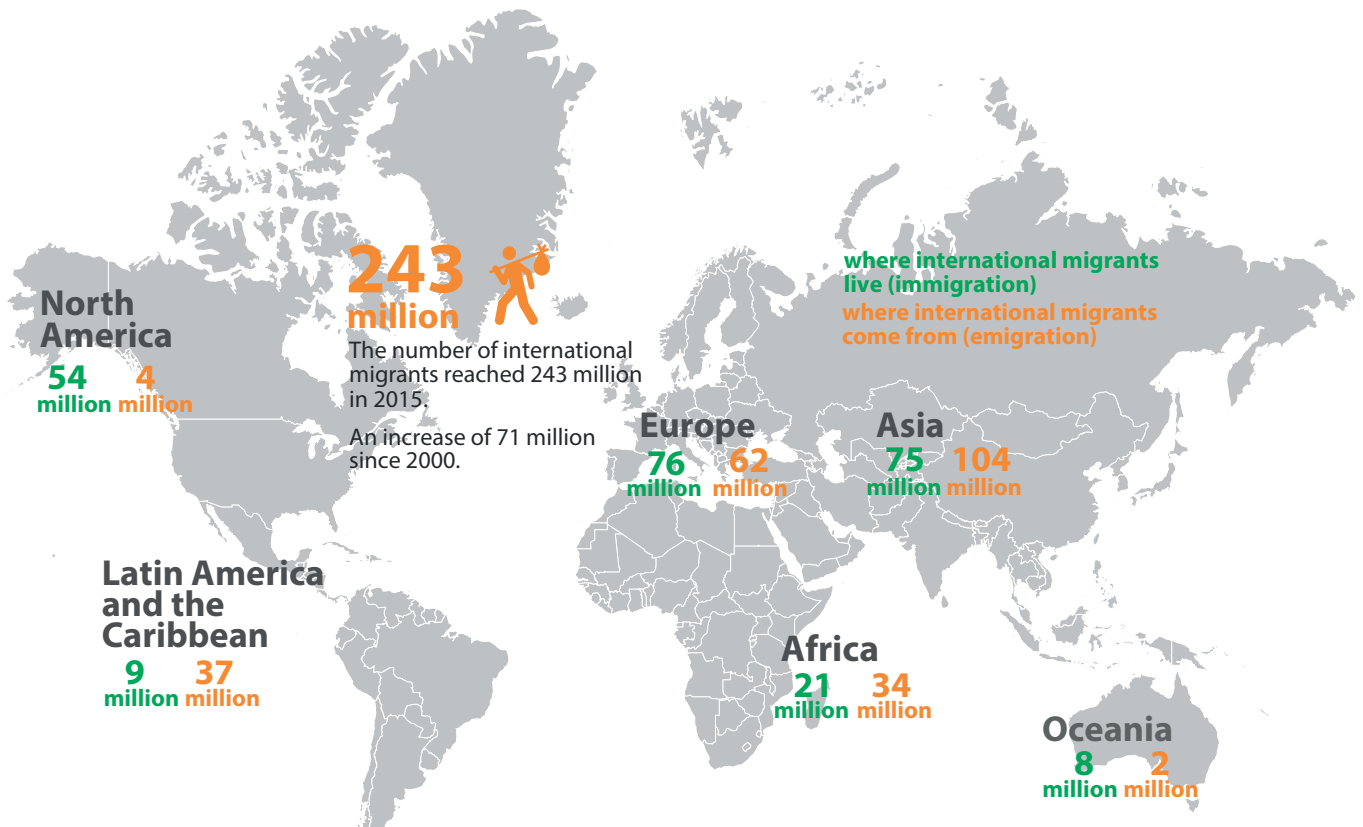 243
million
The number of international
migrants reached 243 million
in 2015.
An increase of 71 million
since 2000.
where international migrants
live (immigration)
where international migrants
come from (emigration)
North
America
54 4
million million
Europe
76 62
million million
Asia
75 104
million million
Latin America
and the
Caribbean
9 37
million million
Africa
21 34
million million
Oceania
8 2
million million